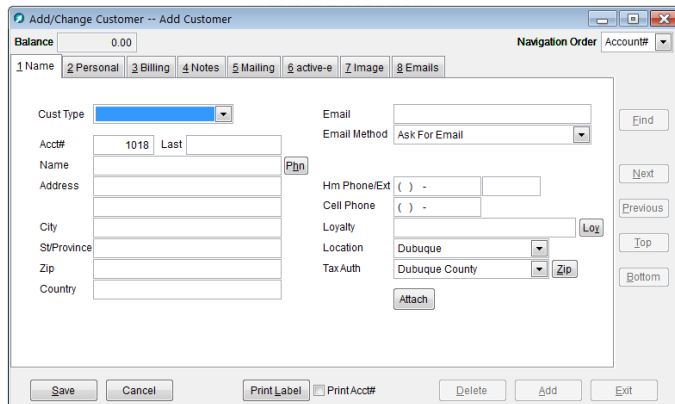 Add/Change Customer -- Add Customer
Balance 0.00 Navigation Order Account#
1 Name 2 Personal 3 Billing 4 Notes 5 Mailing 6 active-e 7 Image 8 Emails
Cust Type Email
Email Method Ask For Email
Acct# 1018 Last
Name Phn
Address Hm Phone/Ext ( ) -
Cell Phone ( ) -
City Loyalty Loy
St/Province Location Dubuque
Zip Tax Auth Dubuque County Zip
Country
Attach
Find
Next
Previous
Top
Bottom
Save Cancel Print Label Print Acct# Delete Add Exit